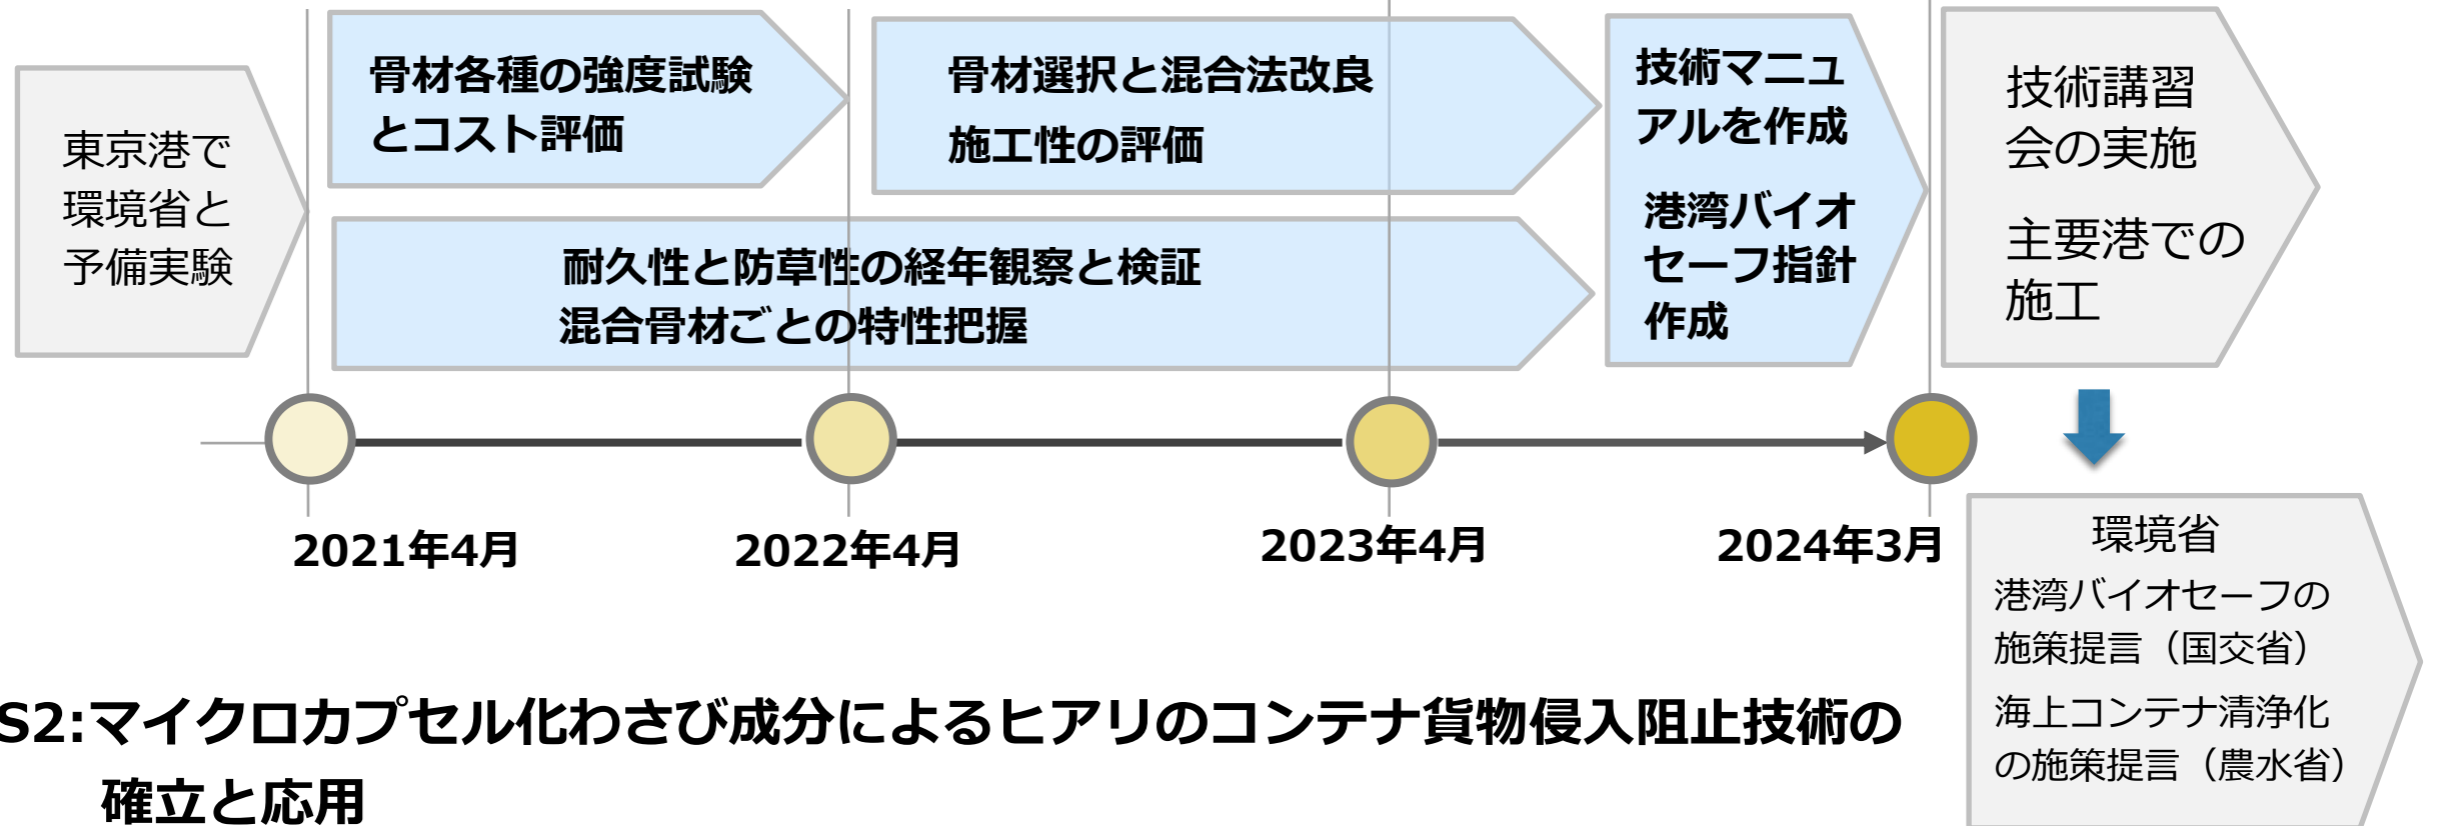 東京港で
環境省と
予備実験
骨材各種の強度試験
とコスト評価
骨材選択と混合法改良
施工性の評価
耐久性と防草性の経年観察と検証
混合骨材ごとの特性把握
技術マニュ
アルを作成
港湾バイオ
セーフ指針
作成
技術講習
会の実施
主要港での
施工
2021年4月
2022年4月
2023年4月
2024年3月
環境省
港湾バイオセーフの
施策提言（国交省）
海上コンテナ清浄化
の施策提言（農水省）
S2:マイクロカプセル化わさび成分によるヒアリのコンテナ貨物侵入阻止技術の
確立と応用